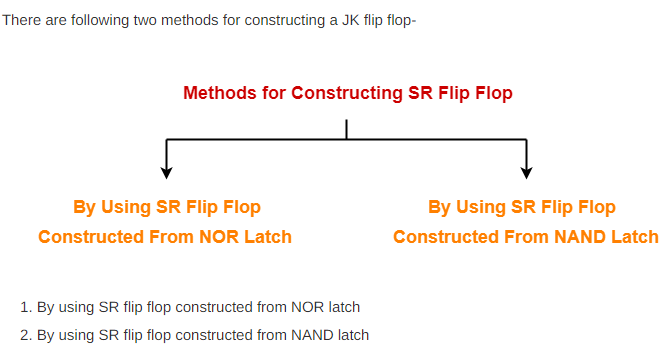 There are following two methods for constructing a JK flip flop-
Methods for Constructing SR Flip Flop
By Using SR Flip Flop
Constructed From NOR Latch
By Using SR Flip Flop
Constructed From NAND Latch
1. By using SR flip flop constructed from NOR latch
2. By using SR flip flop constructed from NAND latch